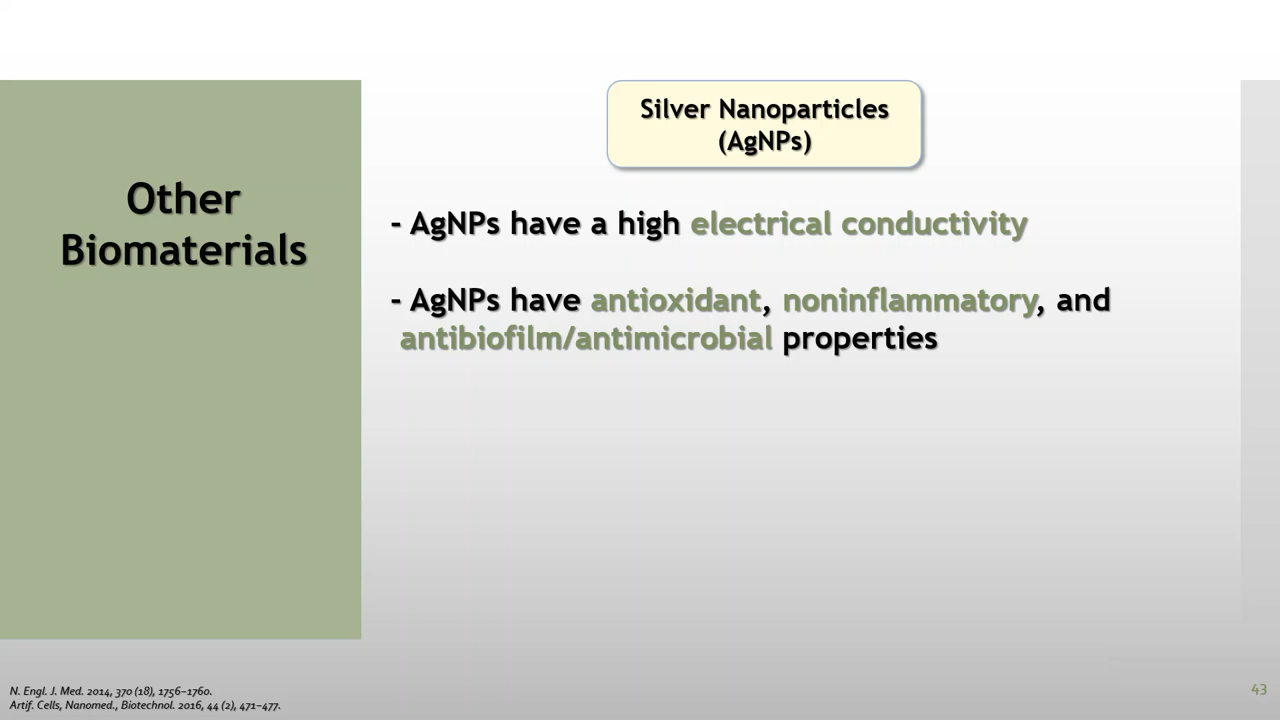 Silver Nanoparticles
(AgNPs)
Other
Biomaterials
- AgNPs have a high electrical conductivity
- AgNPs have antioxidant, noninflammatory, and
antibiofilm/antimicrobial properties
N. Engl. J. Med. 2014, 370 (18), 1756−1760.
Artif. Cells, Nanomed., Biotechnol. 2016, 44 (2), 471−477.
43